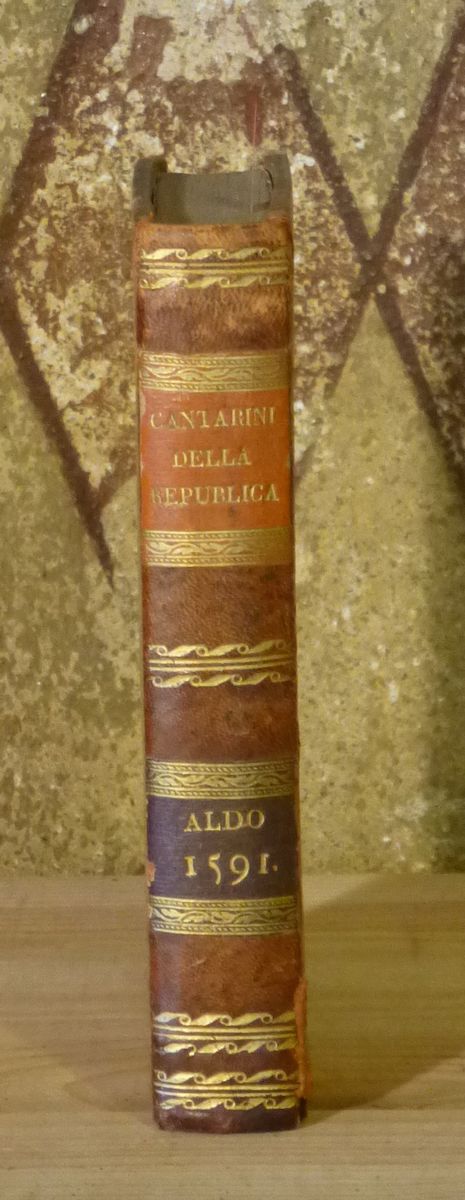 CANTARINI
DELLA
REPUBLICA
ALDO
1591.